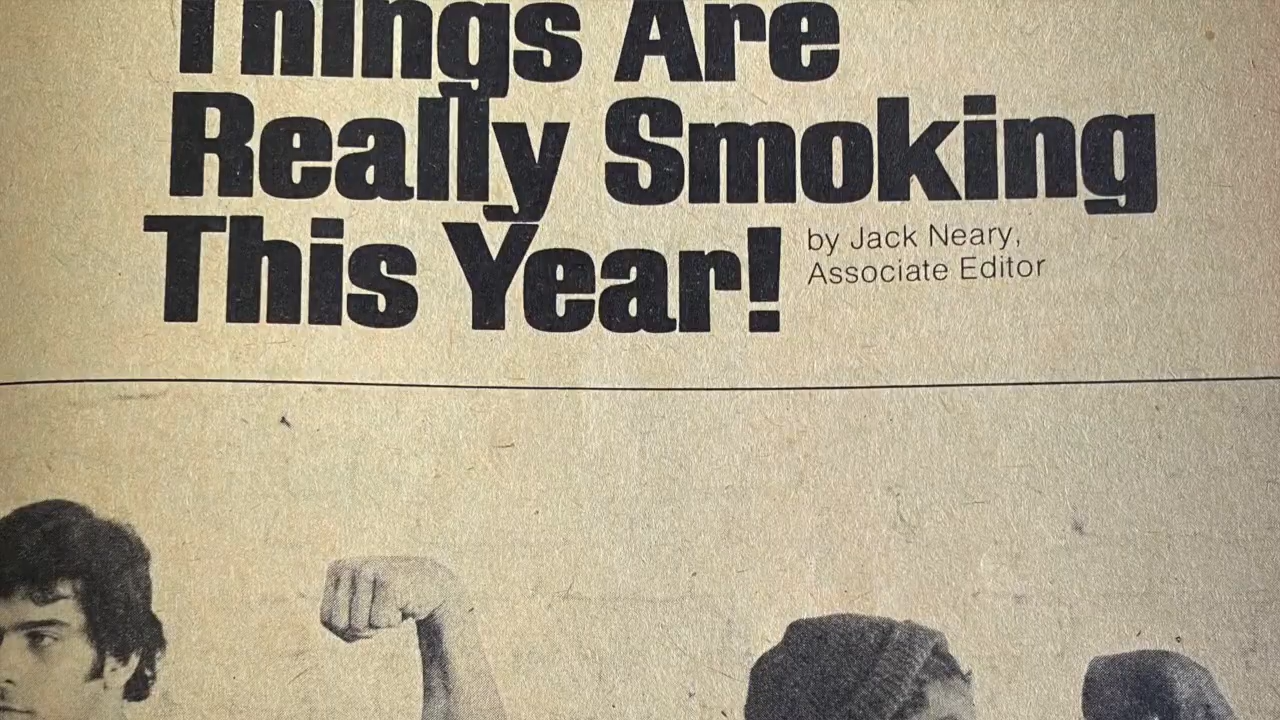 Things Are
Really Smoking
This Year!
by Jack Neary,
Associate Editor